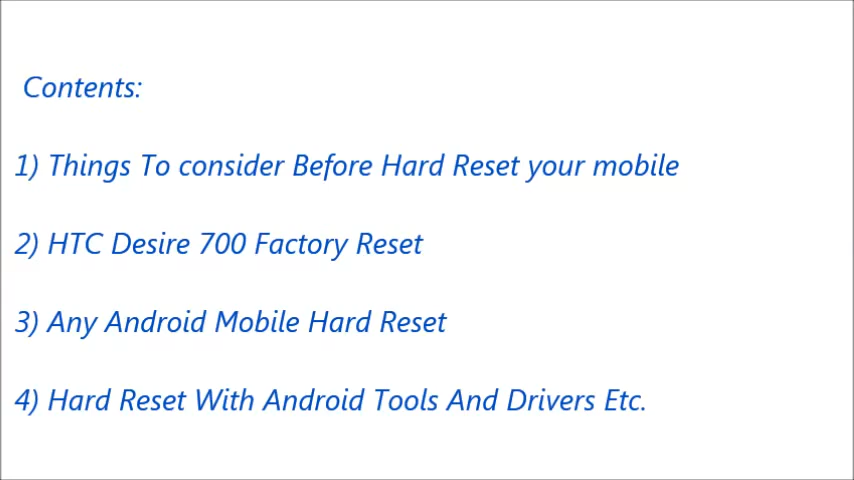 Contents:
1) Things To consider Before Hard Reset your mobile
2) HTC Desire 700 Factory Reset
3) Any Android Mobile Hard Reset
4) Hard Reset With Android Tools And Drivers Etc.